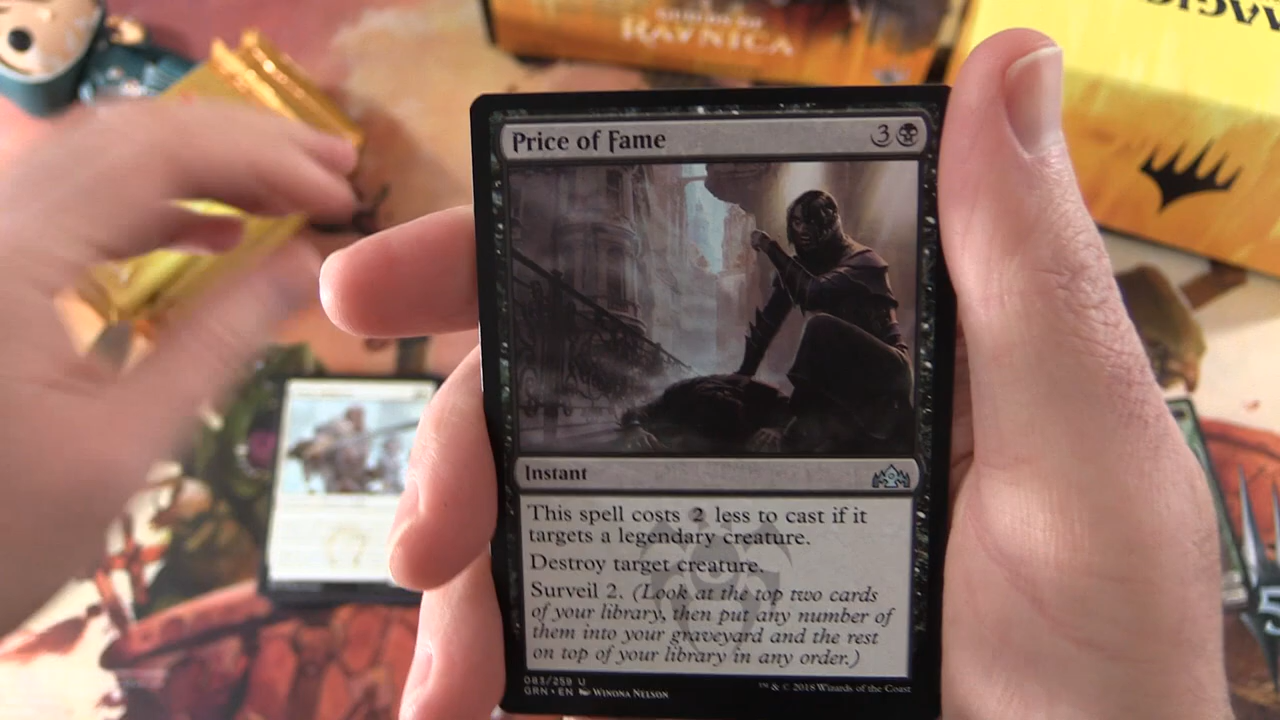 RAVNICA
MAGIC
Price of Fame 3
Instant
This spell costs 2 less to cast if it
targets a legendary creature.
Destroy target creature.
Surveil 2. (Look at the top two cards
of your library, then put any number of
them into your graveyard and the rest
on top of your library in any order.)
083/259 U
GRN • EN WINONA NELSON
™ & © 2018 Wizards of the Coast